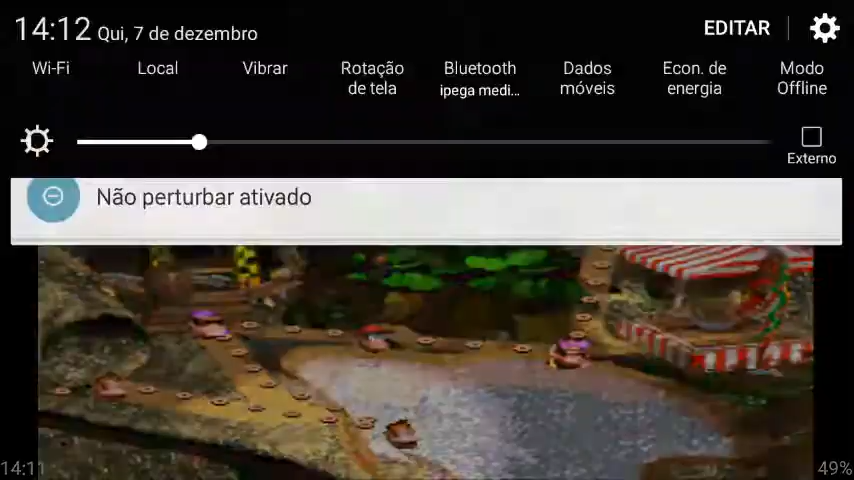 14:12 Qui, 7 de dezembro EDITAR
Wi-Fi Local Vibrar Rotação de tela Bluetooth ipega medi... Dados móveis Econ. de energia Modo Offline
Externo
Não perturbar ativado
14:11 49%